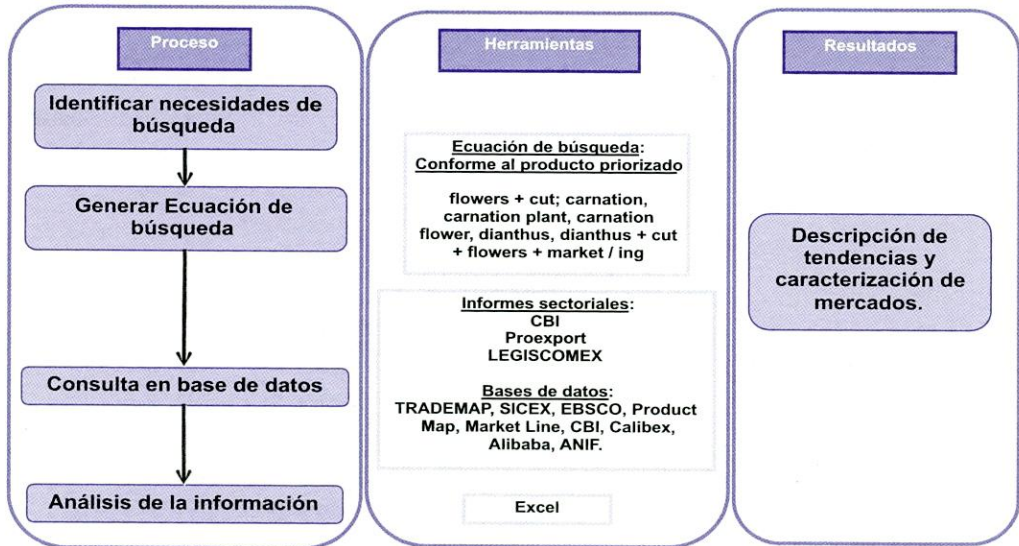 Proceso
Identificar necesidades de
búsqueda
Generar Ecuación de
búsqueda
Consulta en base de datos
Análisis de la información
Herramientas
Ecuación de búsqueda:
Conforme al producto priorizado
flowers + cut; carnation,
carnation plant, carnation
flower, dianthus, dianthus + cut
+ flowers + market / ing
Informes sectoriales:
CBI
Proexport
LEGISCOMEX
Bases de datos:
TRADEMAP, SICEX, EBSCO, Product
Map, Market Line, CBI, Calibex,
Alibaba, ANIF.
Excel
Resultados
Descripción de
tendencias y
caracterización de
mercados.